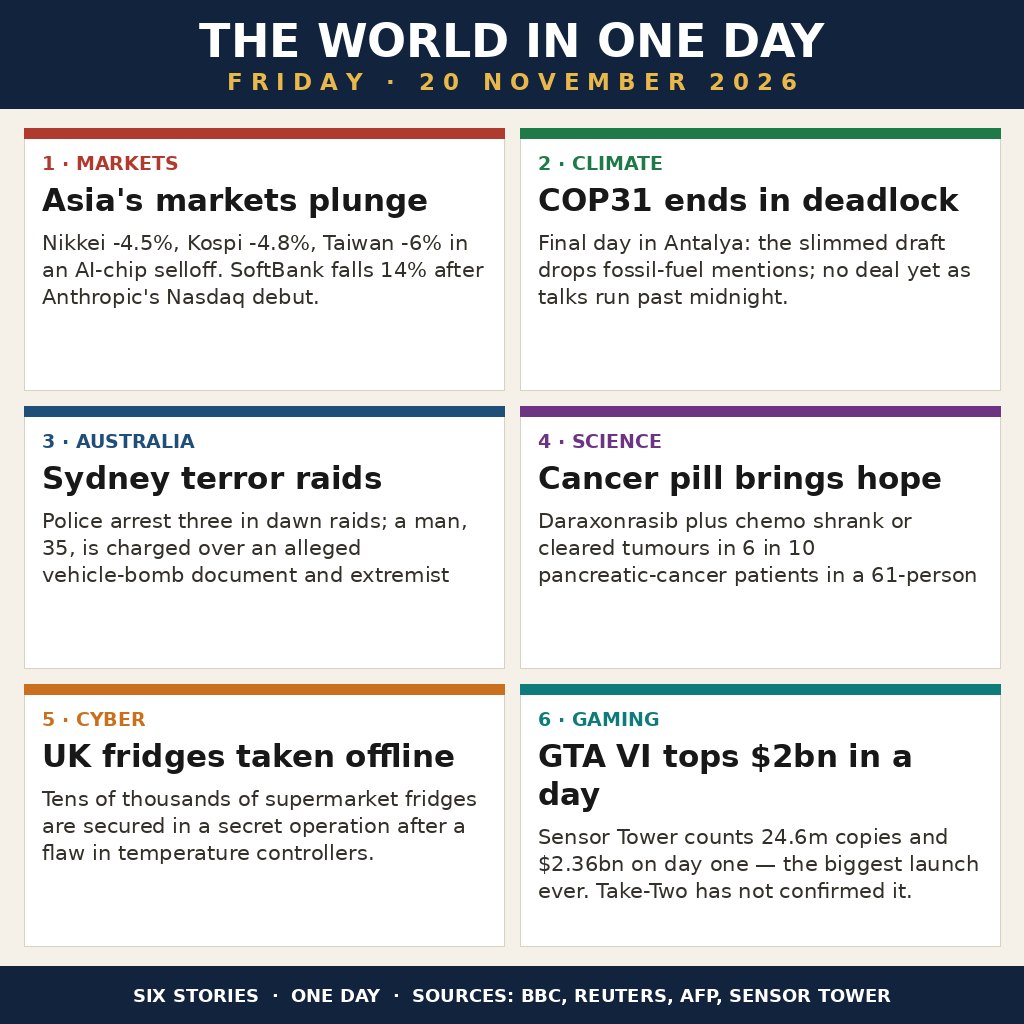 THE WORLD IN ONE DAY
FRIDAY · 20 NOVEMBER 2026
1 · MARKETS
Asia's markets plunge
Nikkei -4.5%, Kospi -4.8%, Taiwan -6% in
an AI-chip selloff. SoftBank falls 14% after
Anthropic's Nasdaq debut.
2 · CLIMATE
COP31 ends in deadlock
Final day in Antalya: the slimmed draft
drops fossil-fuel mentions; no deal yet as
talks run past midnight.
3 · AUSTRALIA
Sydney terror raids
Police arrest three in dawn raids; a man,
35, is charged over an alleged
vehicle-bomb document and extremist
4 · SCIENCE
Cancer pill brings hope
Daraxonrasib plus chemo shrank or
cleared tumours in 6 in 10
pancreatic-cancer patients in a 61-person
5 · CYBER
UK fridges taken offline
Tens of thousands of supermarket fridges
are secured in a secret operation after a
flaw in temperature controllers.
6 · GAMING
GTA VI tops $2bn in a
day
Sensor Tower counts 24.6m copies and
$2.36bn on day one — the biggest launch
ever. Take-Two has not confirmed it.
SIX STORIES · ONE DAY · SOURCES: BBC, REUTERS, AFP, SENSOR TOWER